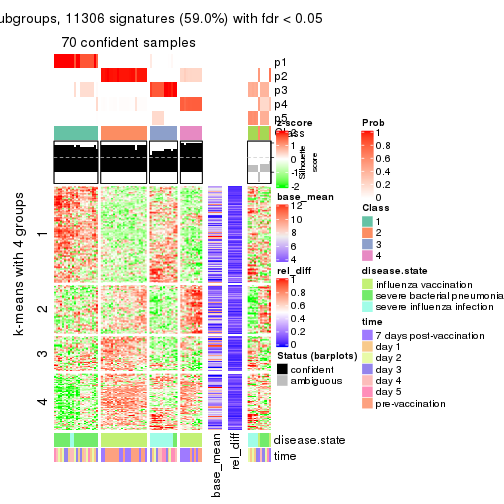 ubgroups, 11306 signatures (59.0%) with fdr < 0.05
70 confident samples
p1
p2
p3
p4
p5
Class
Silhouette
score
k-means with 4 groups
1
2
3
4
base_mean
rel_diff
disease.state
time
z-score
2
0
-2
base_mean
12
10
8
6
4
rel_diff
1
0.8
0.6
0.4
0.2
0
Status (barplots)
confident
ambiguous
Prob
1
0.8
0.6
0.4
0.2
0
Class
1
2
3
4
disease.state
influenza vaccination
severe bacterial pneumonia
severe influenza infection
time
7 days post-vaccination
day 1
day 2
day 3
day 4
day 5
pre-vaccination